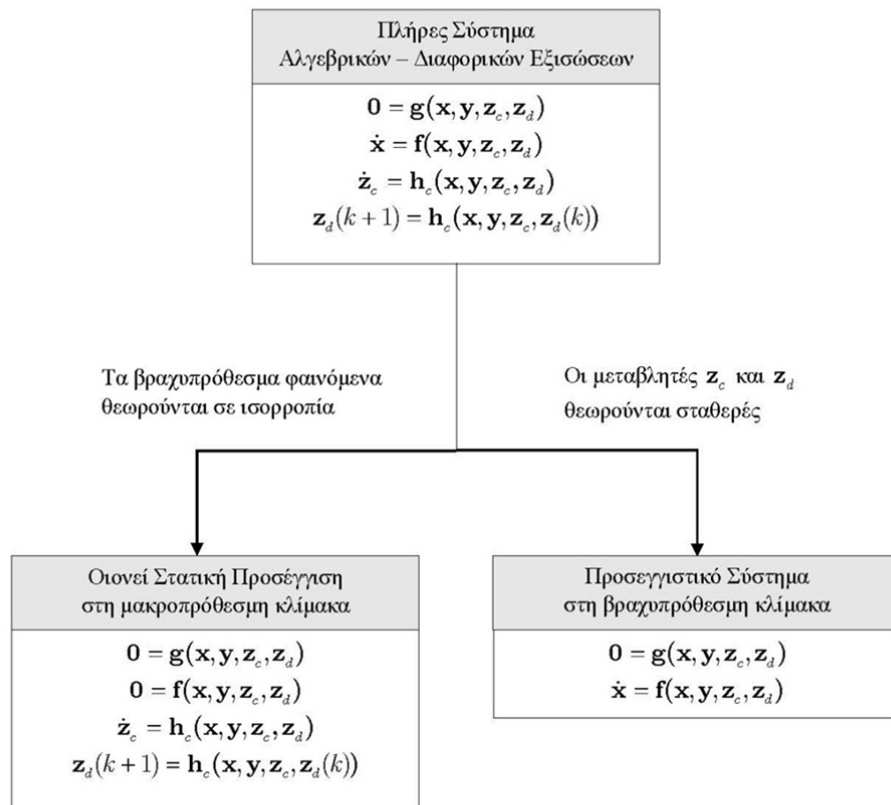 Πλήρες Σύστημα
Αλγεβρικών – Διαφορικών Εξισώσεων
0 = g(x, y, z_c, z_d)
ẋ = f(x, y, z_c, z_d)
ż_c = h_c(x, y, z_c, z_d)
z_d(k + 1) = h_c(x, y, z_c, z_d(k))
Τα βραχυπρόθεσμα φαινόμενα
θεωρούνται σε ισορροπία
Οι μεταβλητές z_c και z_d
θεωρούνται σταθερές
Οιονεί Στατική Προσέγγιση
στη μακροπρόθεσμη κλίμακα
0 = g(x, y, z_c, z_d)
0 = f(x, y, z_c, z_d)
ż_c = h_c(x, y, z_c, z_d)
z_d(k + 1) = h_c(x, y, z_c, z_d(k))
Προσεγγιστικό Σύστημα
στη βραχυπρόθεσμη κλίμακα
0 = g(x, y, z_c, z_d)
ẋ = f(x, y, z_c, z_d)